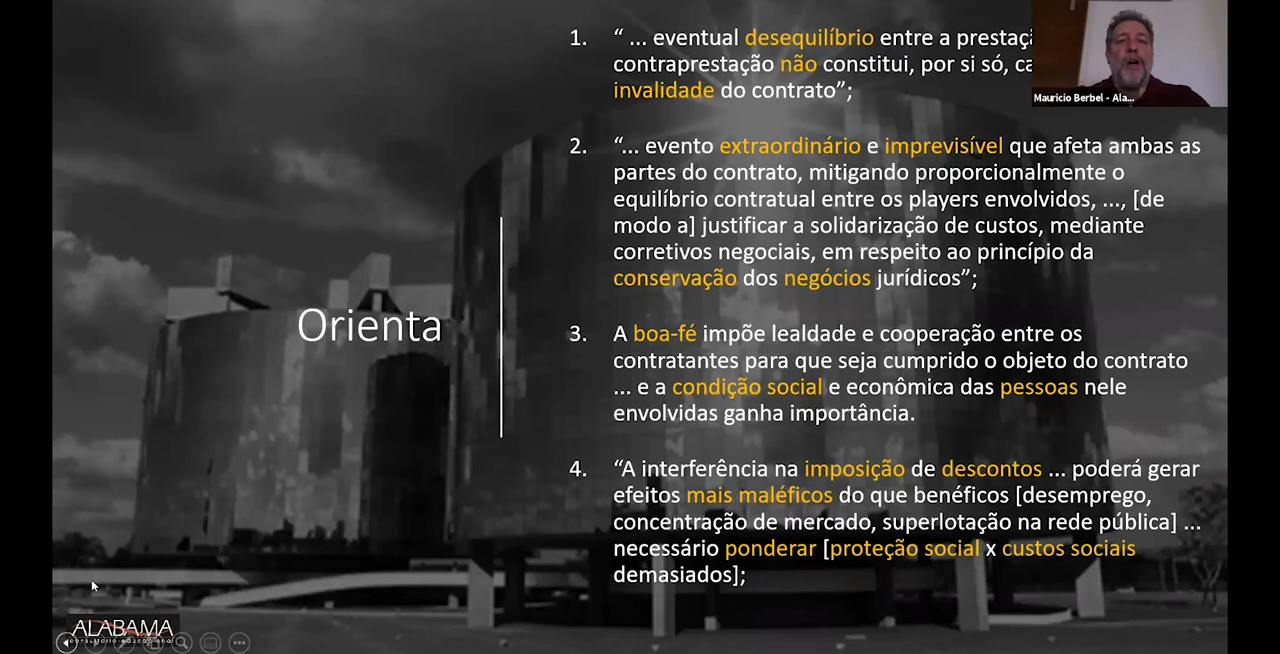 Orienta
1. “ ... eventual desequilíbrio entre a
contraprestação não constitui, por si só,
invalidade do contrato”;
2. “... evento extraordinário e imprevisível que afeta ambas as
partes do contrato, mitigando proporcionalmente o
equilíbrio contratual entre os players envolvidos, ..., [de
modo a] justificar a solidarização de custos, mediante
corretivos negociais, em respeito ao princípio da
conservação dos negócios jurídicos”;
3. A boa-fé impõe lealdade e cooperação entre os
contratantes para que seja cumprido o objeto do contrato
... e a condição social e econômica das pessoas nele
envolvidas ganha importância.
4. “A interferência na imposição de descontos ... poderá gerar
efeitos mais maléficos do que benéficos [desemprego,
concentração de mercado, superlotação na rede pública] ...
necessário ponderar [proteção social x custos sociais
demasiados];
Mauricio Berbel - Ala...
ALABAMA
consultoria educacional